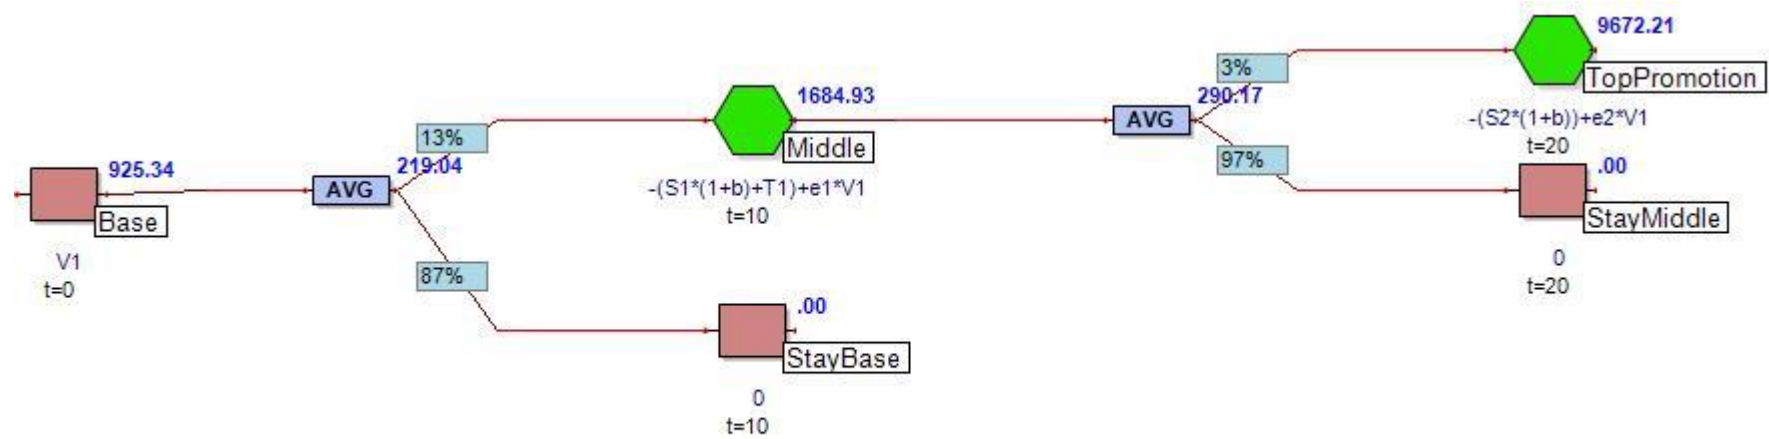 9672.21
3%
TopPromotion
1684.93
290.17
-(S2*(1+b))+e2*V1
13%
AVG
t=20
Middle
97%
.00
925.34
219.04
AVG
-(S1*(1+b)+T1)+e1*V1
StayMiddle
Base
t=10
0
V1
87%
t=20
t=0
.00
StayBase
0
t=10